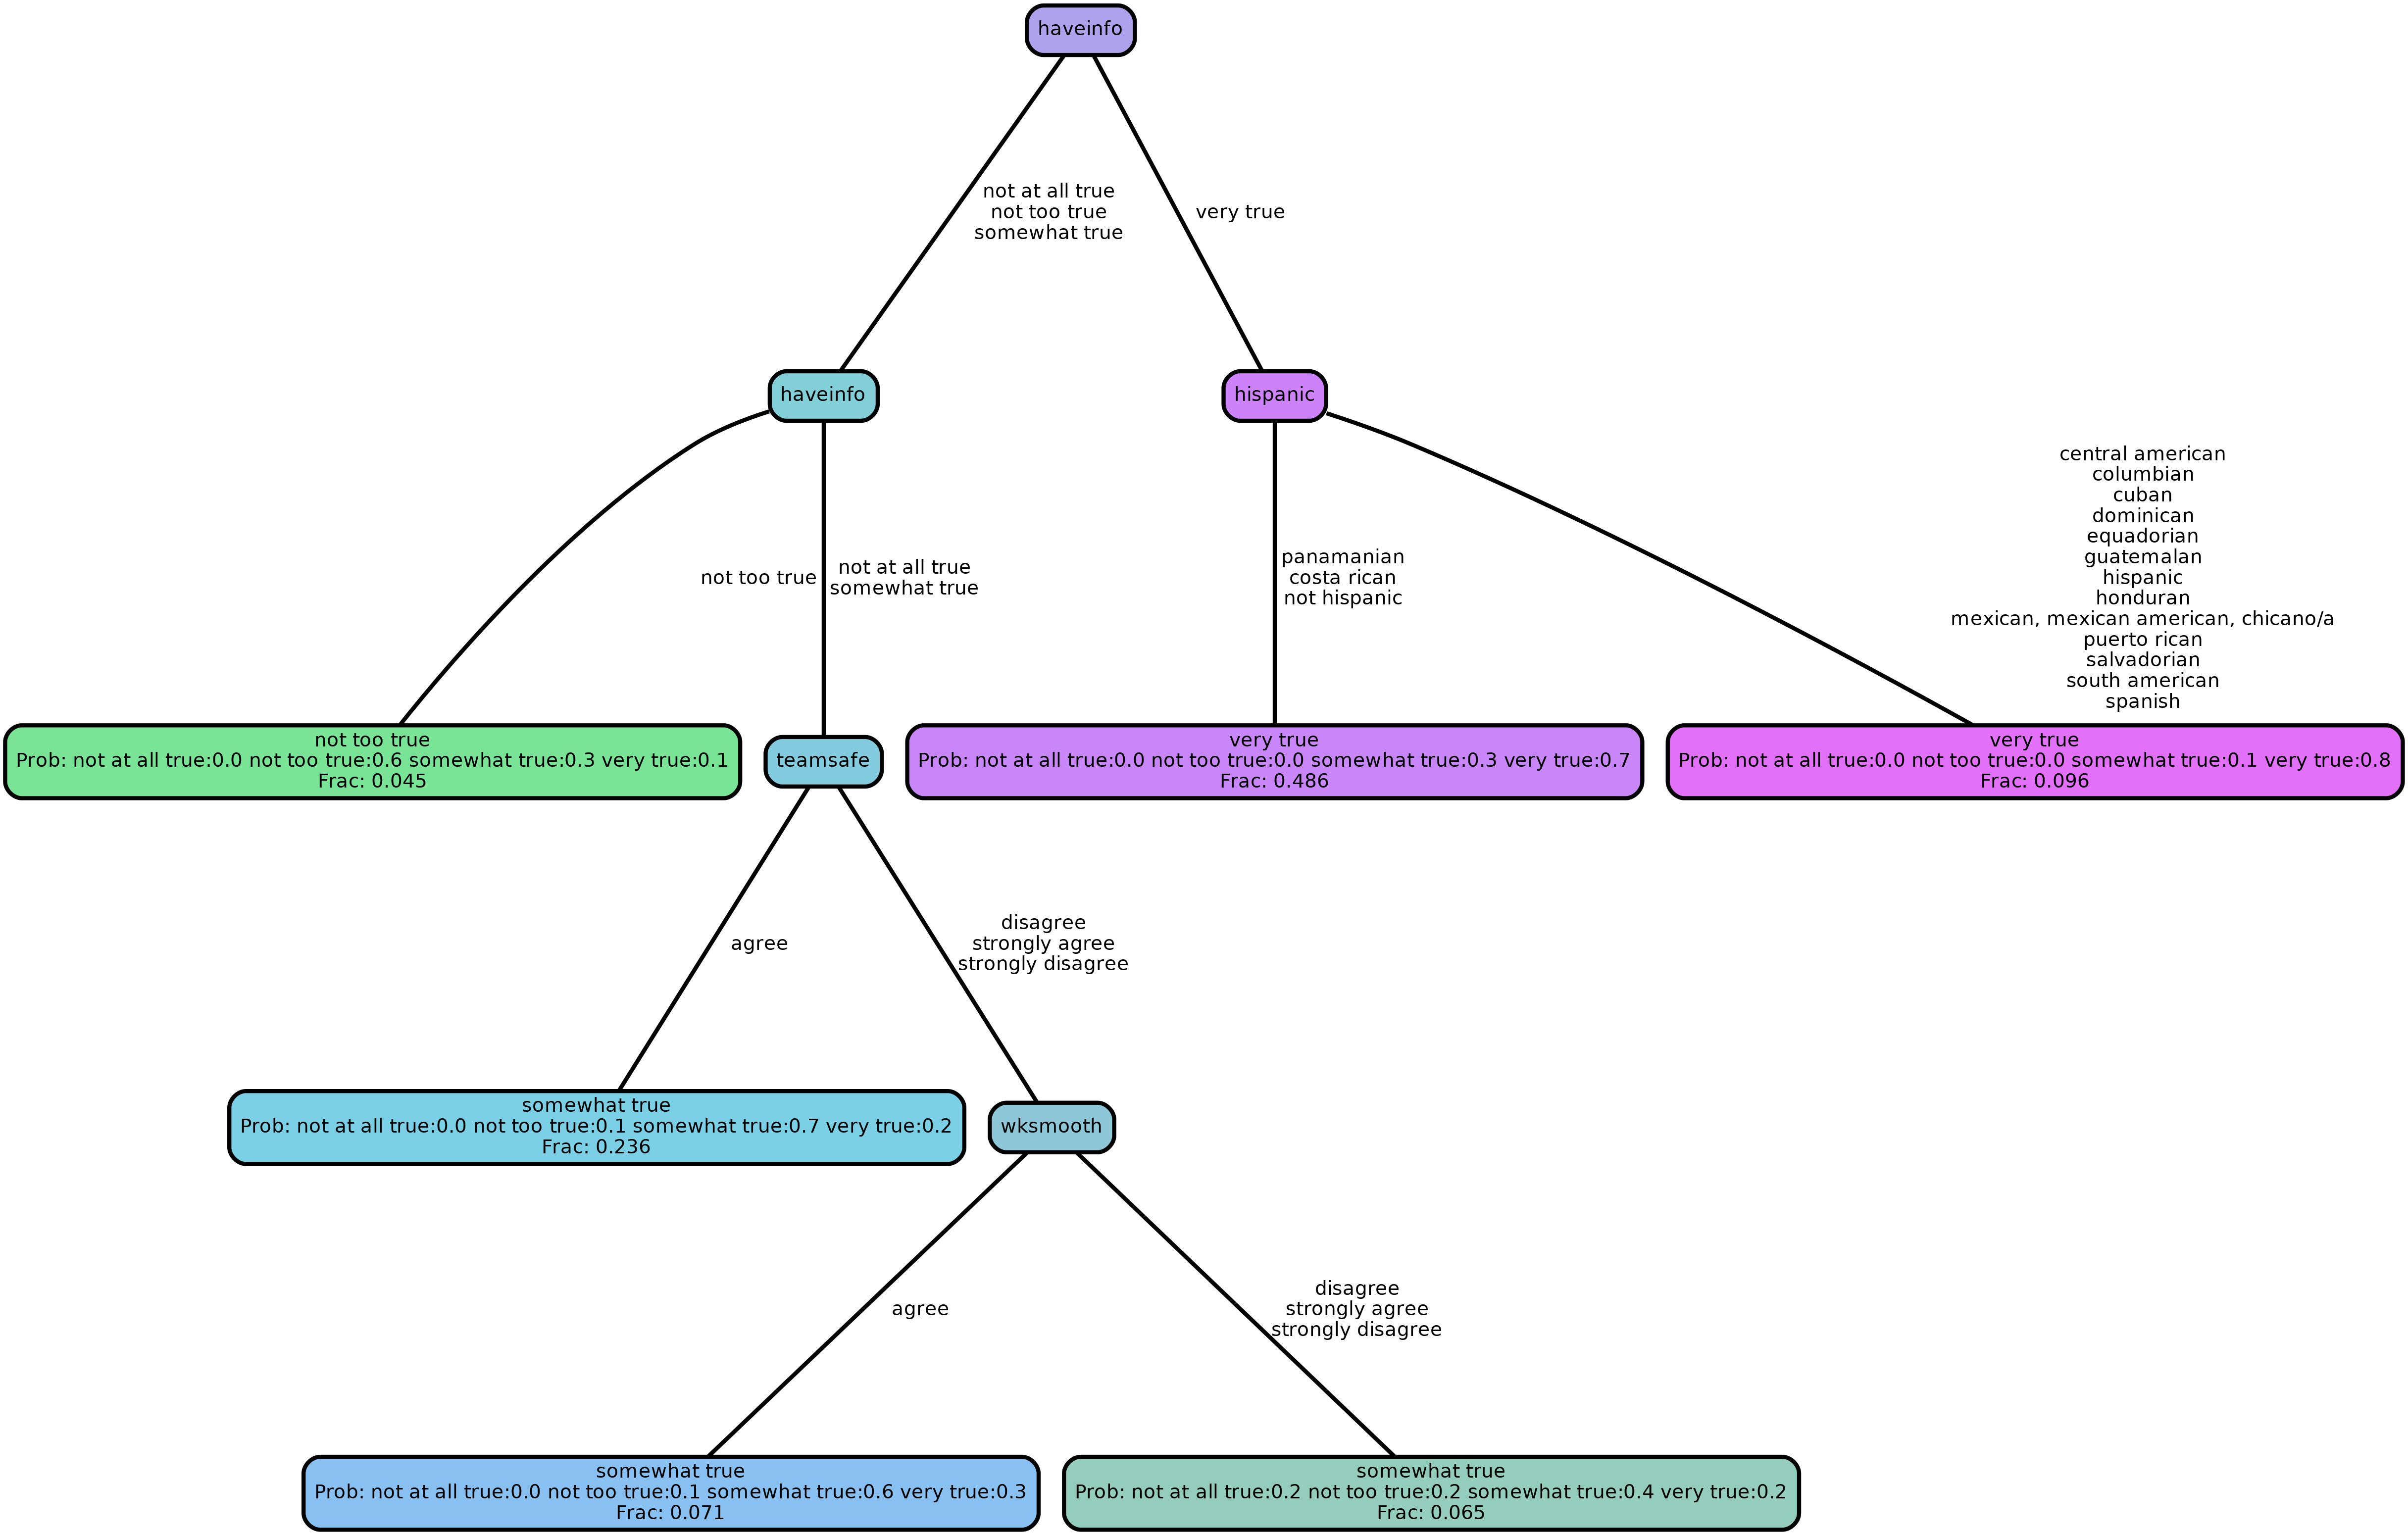 haveinfo
not at all true
not too true
somewhat true
very true
haveinfo
hispanic
not too true
not at all true
somewhat true
panamanian
costa rican
not hispanic
central american
columbian
cuban
dominican
equadorian
guatemalan
hispanic
honduran
mexican, mexican american, chicano/a
puerto rican
salvadorian
south american
spanish
not too true
Prob: not at all true:0.0 not too true:0.6 somewhat true:0.3 very true:0.1
Frac: 0.045
teamsafe
very true
Prob: not at all true:0.0 not too true:0.0 somewhat true:0.3 very true:0.7
Frac: 0.486
very true
Prob: not at all true:0.0 not too true:0.0 somewhat true:0.1 very true:0.8
Frac: 0.096
agree
disagree
strongly agree
strongly disagree
somewhat true
Prob: not at all true:0.0 not too true:0.1 somewhat true:0.7 very true:0.2
Frac: 0.236
wksmooth
agree
disagree
strongly agree
strongly disagree
somewhat true
Prob: not at all true:0.0 not too true:0.1 somewhat true:0.6 very true:0.3
Frac: 0.071
somewhat true
Prob: not at all true:0.2 not too true:0.2 somewhat true:0.4 very true:0.2
Frac: 0.065